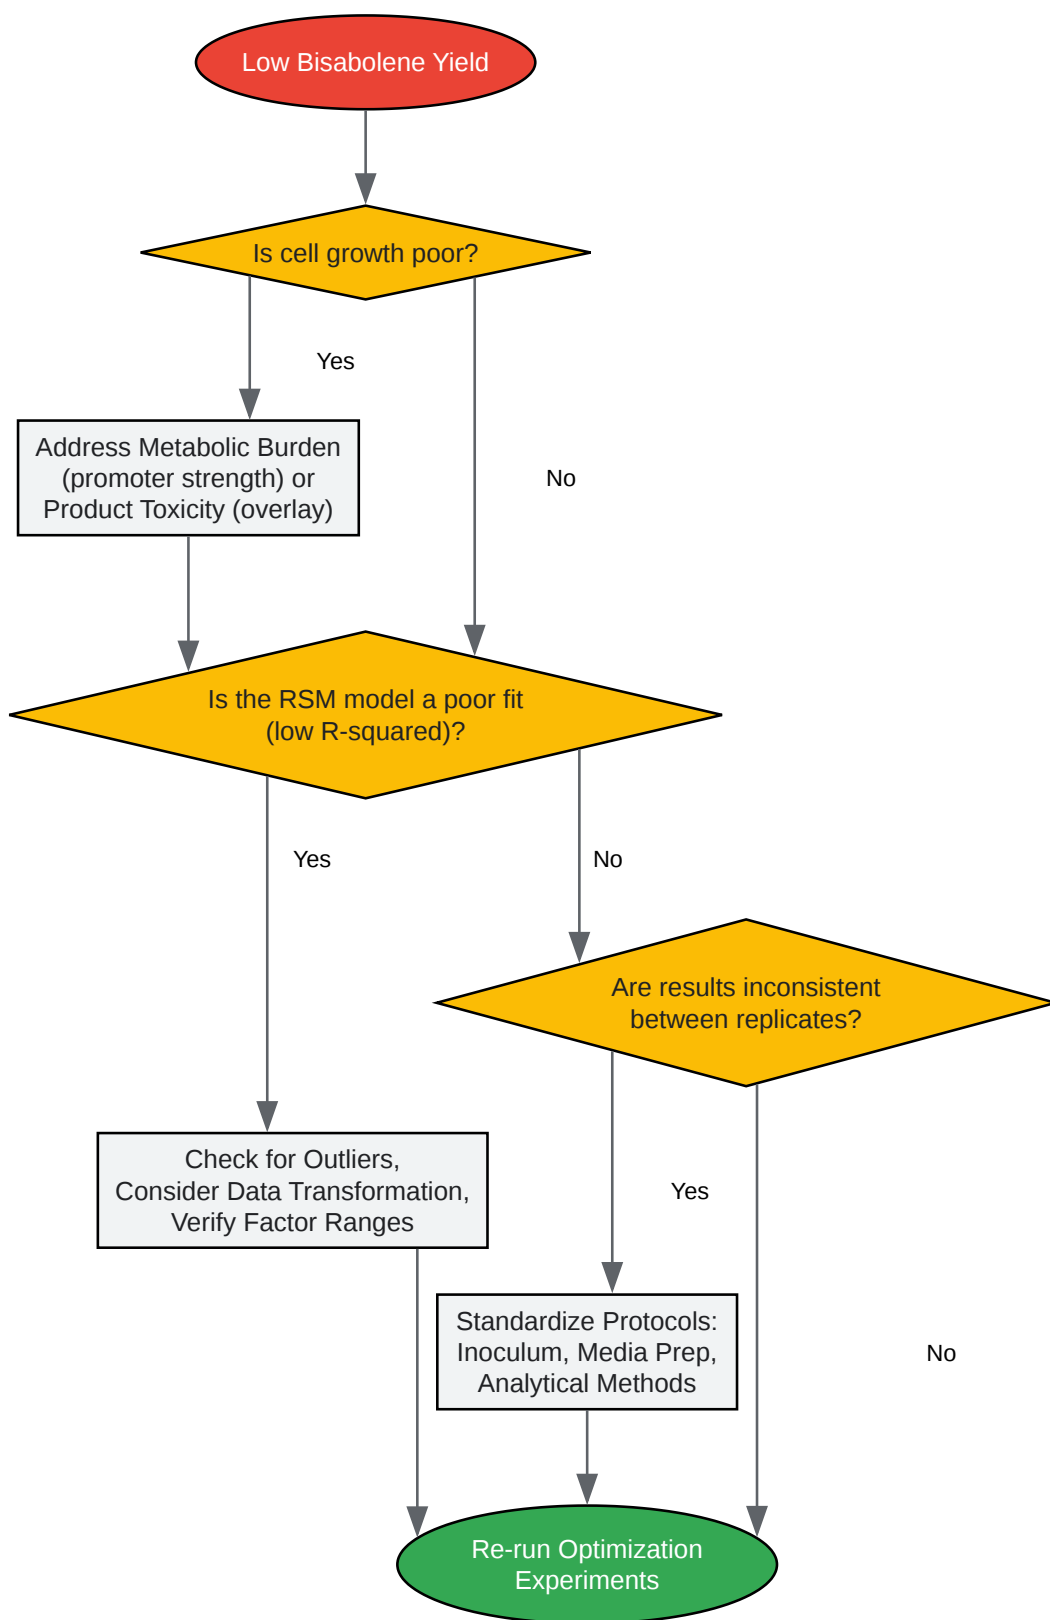 Low Bisabolene Yield
Is cell growth poor?
Yes
Address Metabolic Burden
(promoter strength) or
Product Toxicity (overlay)
No
Is the RSM model a poor fit
(low R-squared)?
Yes
No
Are results inconsistent
between replicates?
Check for Outliers,
Consider Data Transformation,
Verify Factor Ranges
Yes
Standardize Protocols:
Inoculum, Media Prep,
Analytical Methods
No
Re-run Optimization
Experiments